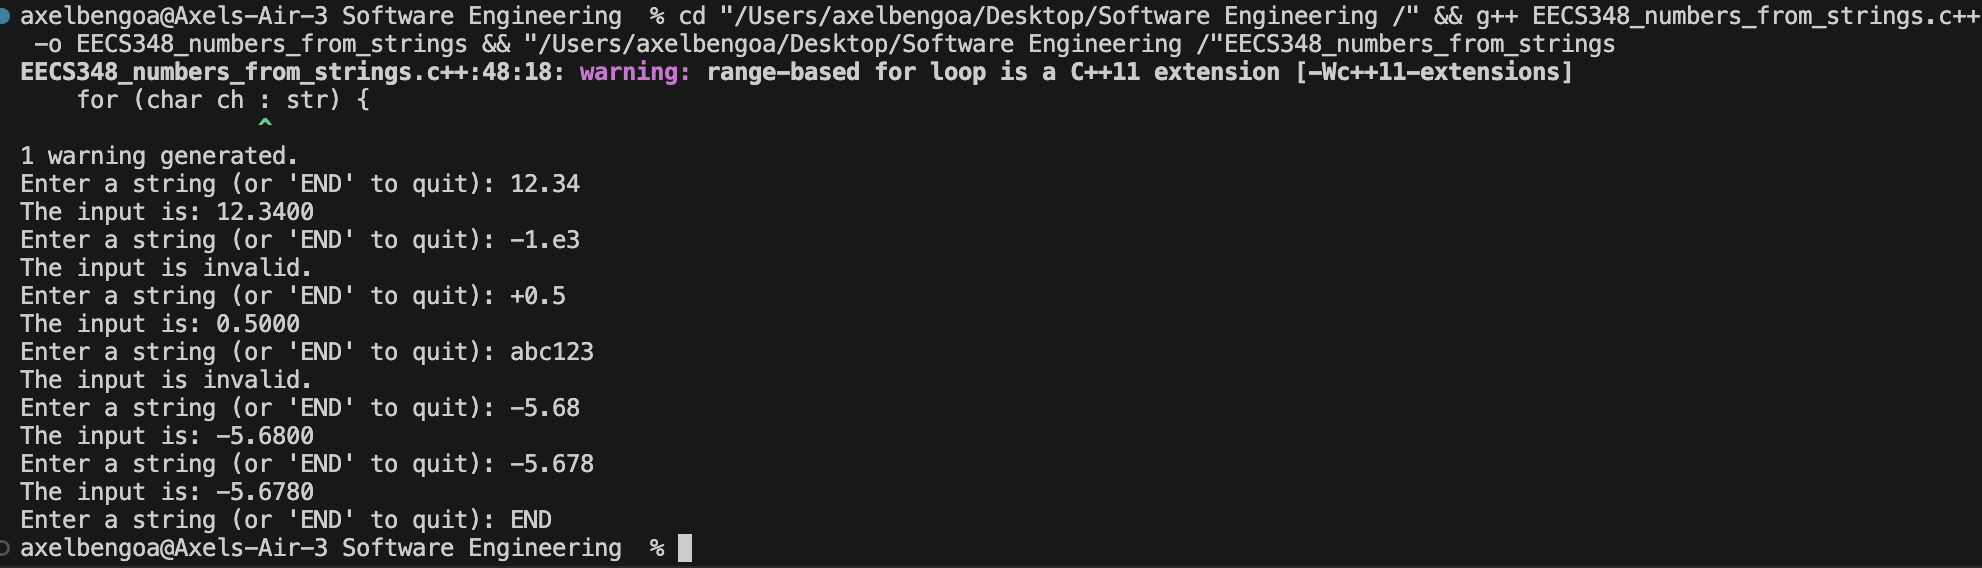 axelbengoa@Axels-Air-3 Software Engineering  % cd "/Users/axelbengoa/Desktop/Software Engineering /" && g++ EECS348_numbers_from_strings.c++
 -o EECS348_numbers_from_strings && "/Users/axelbengoa/Desktop/Software Engineering /"EECS348_numbers_from_strings
EECS348_numbers_from_strings.c++:48:18: warning: range-based for loop is a C++11 extension [-Wc++11-extensions]
    for (char ch : str) {
                 ^
1 warning generated.
Enter a string (or 'END' to quit): 12.34
The input is: 12.3400
Enter a string (or 'END' to quit): -1.e3
The input is invalid.
Enter a string (or 'END' to quit): +0.5
The input is: 0.5000
Enter a string (or 'END' to quit): abc123
The input is invalid.
Enter a string (or 'END' to quit): -5.68
The input is: -5.6800
Enter a string (or 'END' to quit): -5.678
The input is: -5.6780
Enter a string (or 'END' to quit): END
axelbengoa@Axels-Air-3 Software Engineering  %